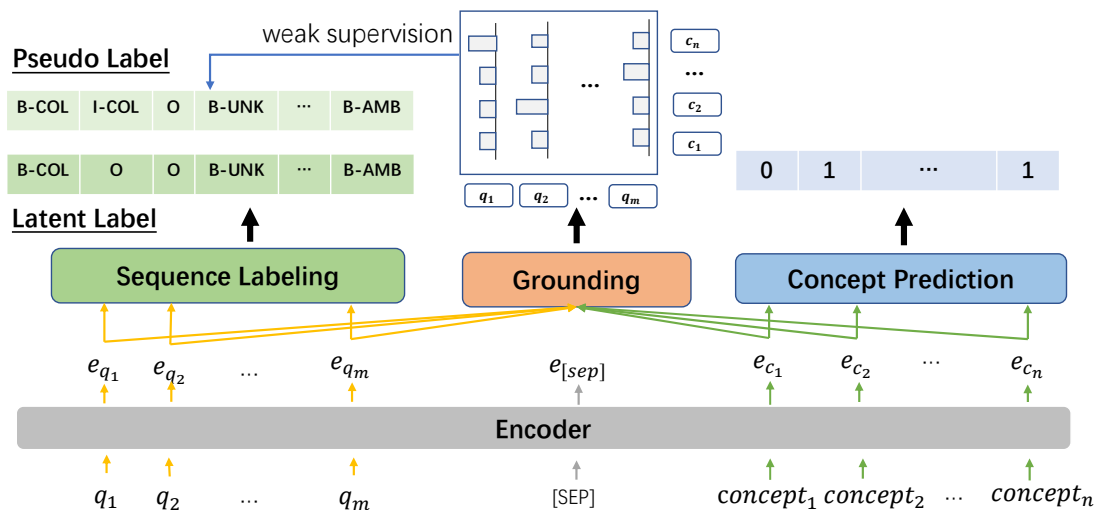 weak supervision
Pseudo Label
c_n
...
c_2
c_1
...
B-COL I-COL O B-UNK ... B-AMB
B-COL O O B-UNK ... B-AMB
0 1 ... 1
q_1 q_2 ... q_m
Latent Label
Sequence Labeling
Grounding
Concept Prediction
e_{q_1} e_{q_2} ... e_{q_m} e_{[sep]} e_{c_1} e_{c_2} ... e_{c_n}
Encoder
q_1 q_2 ... q_m [SEP] concept_1 concept_2 ... concept_n